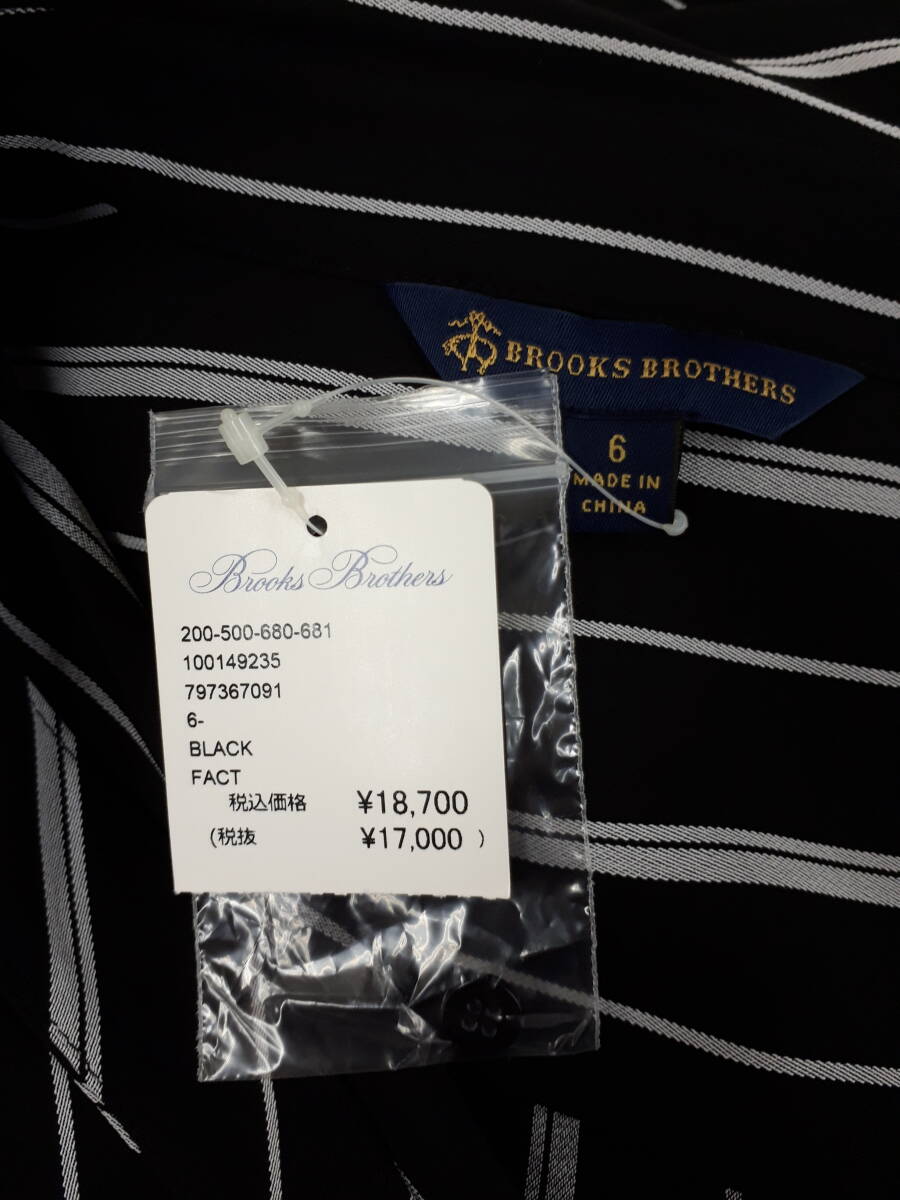 BROOKS BROTHERS
6
MADE IN
CHINA
Brooks Brothers
200-500-680-681
100149235
797367091
6-
BLACK
FACT
税込価格 ¥18,700
(税抜 ¥17,000 )